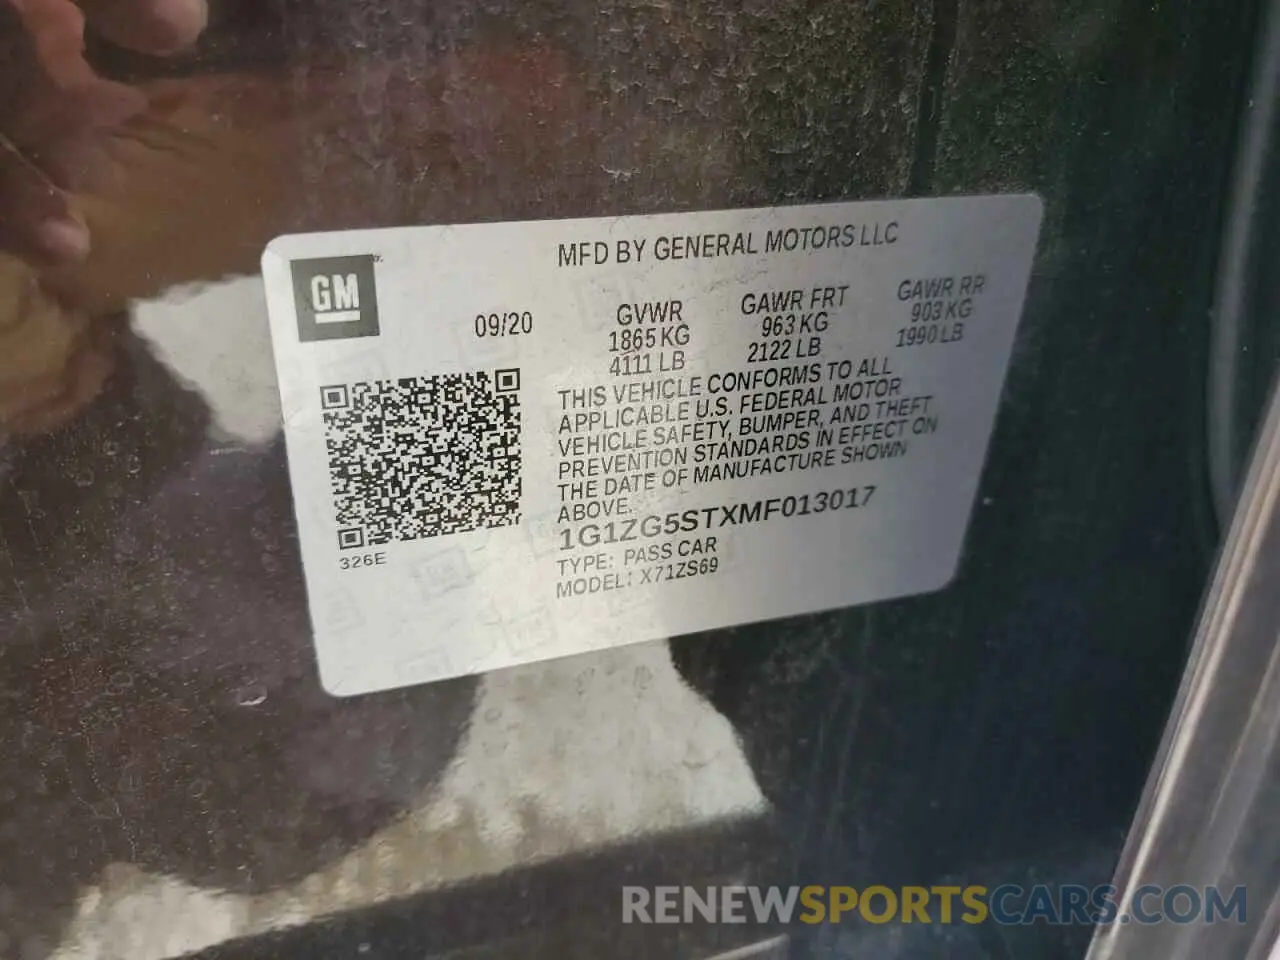 MFD BY GENERAL MOTORS LLC
GM
09/20
GVWR
1865 KG
4111 LB
GAWR FRT
963 KG
2122 LB
GAWR RR
903 KG
1990 LB
THIS VEHICLE CONFORMS TO ALL
APPLICABLE U.S. FEDERAL MOTOR
VEHICLE SAFETY, BUMPER, AND THEFT
PREVENTION STANDARDS IN EFFECT ON
THE DATE OF MANUFACTURE SHOWN
ABOVE.
1G1ZG5STXMF013017
TYPE: PASS CAR
MODEL: X71ZS69
326E
RENEWSPORTSCARS.COM